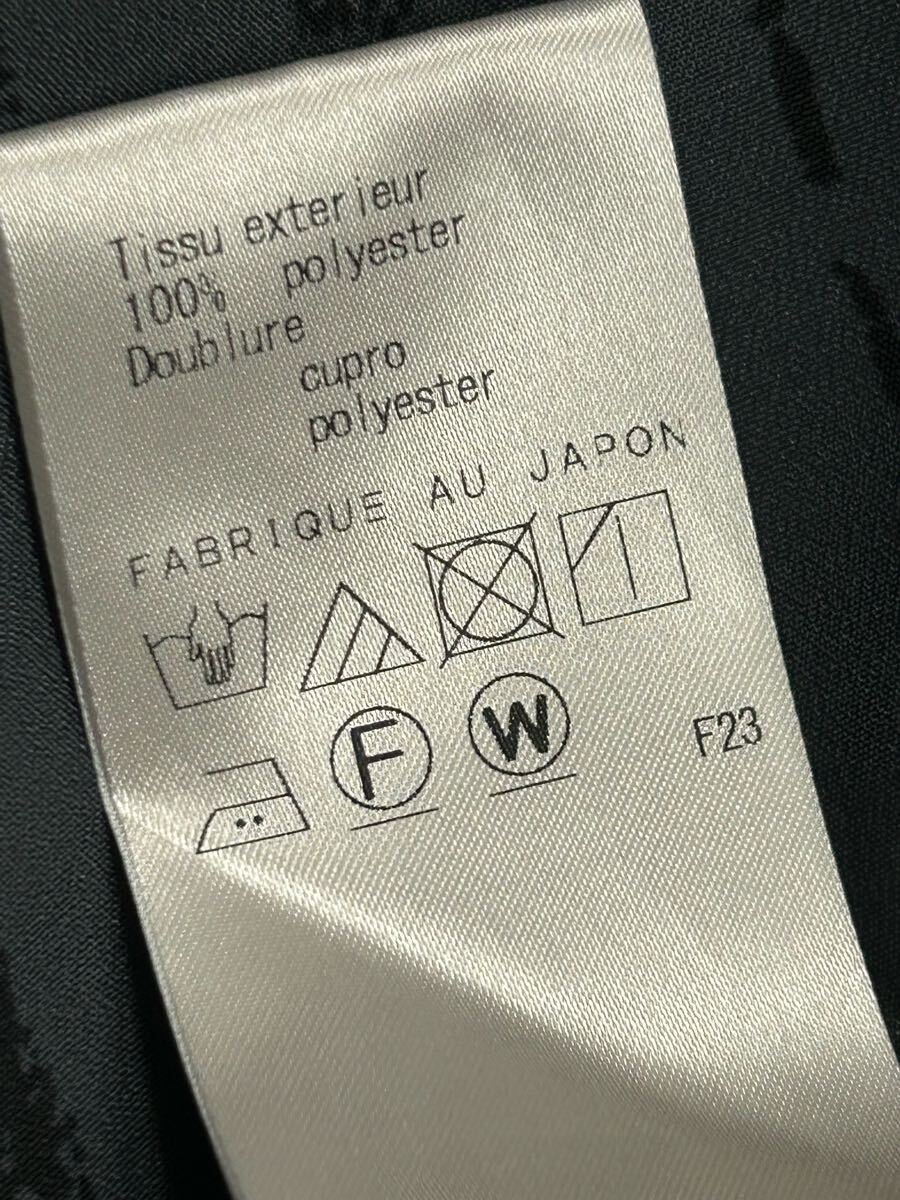 Tissu exterieur
100% polyester
Doublure
cupro
polyester
FABRIQUE AU JAPON
F W F23